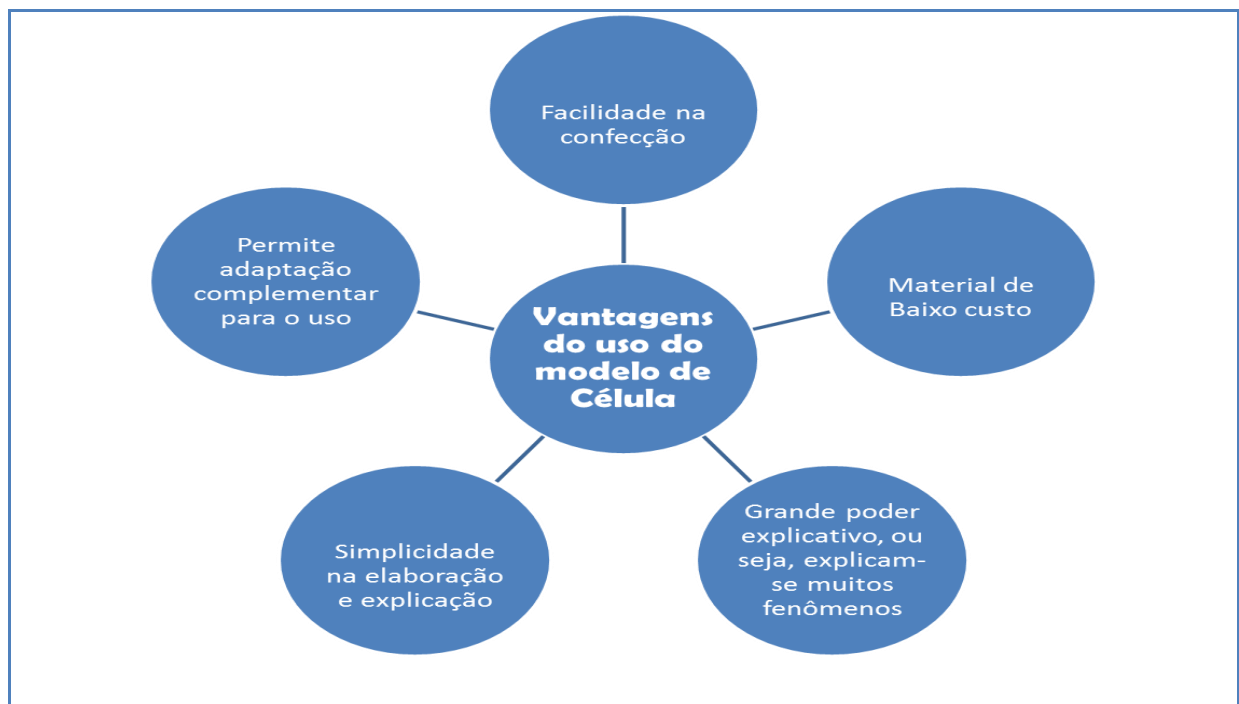 Facilidade na
confecção
Permite
adaptação
complementar
para o uso
Material de
Baixo custo
Vantagens
do uso do
modelo de
Célula
Simplicidade
na elaboração
e explicação
Grande poder
explicativo, ou
seja, explicam-
se muitos
fenômenos